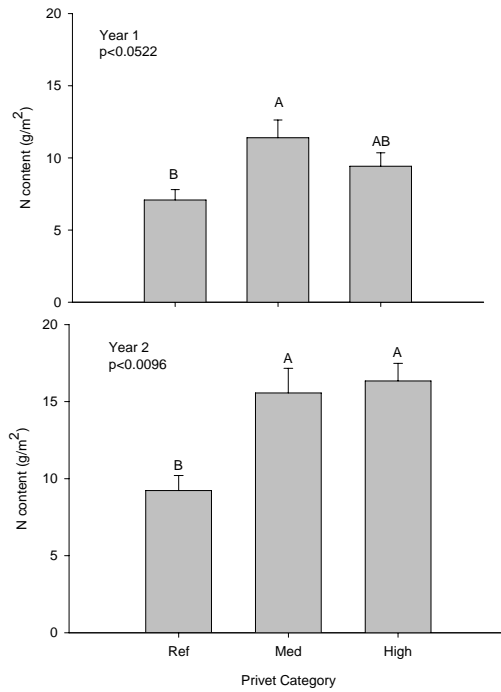 20
Year 1
p<0.0522
15
A
AB
10
B
5
0
N content (g/m²)
20
Year 2
p<0.0096
A
A
15
10
B
5
0
N content (g/m²)
Ref Med High
Privet Category